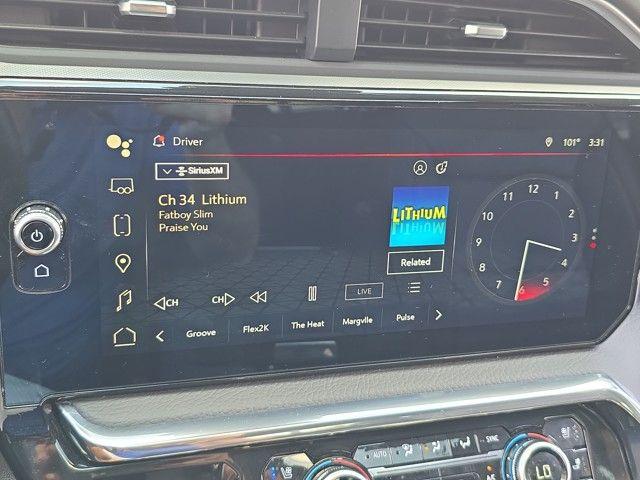 Driver
101° 3:31
SiriusXM
Ch 34 Lithium
Fatboy Slim
Praise You
LiTHiUM
Related
12
1
2
3
4
5
6
7
8
9
10
11
CH
CH
LIVE
Groove
Flex2K
The Heat
Margvlle
Pulse
AUTO
SYNC
LO